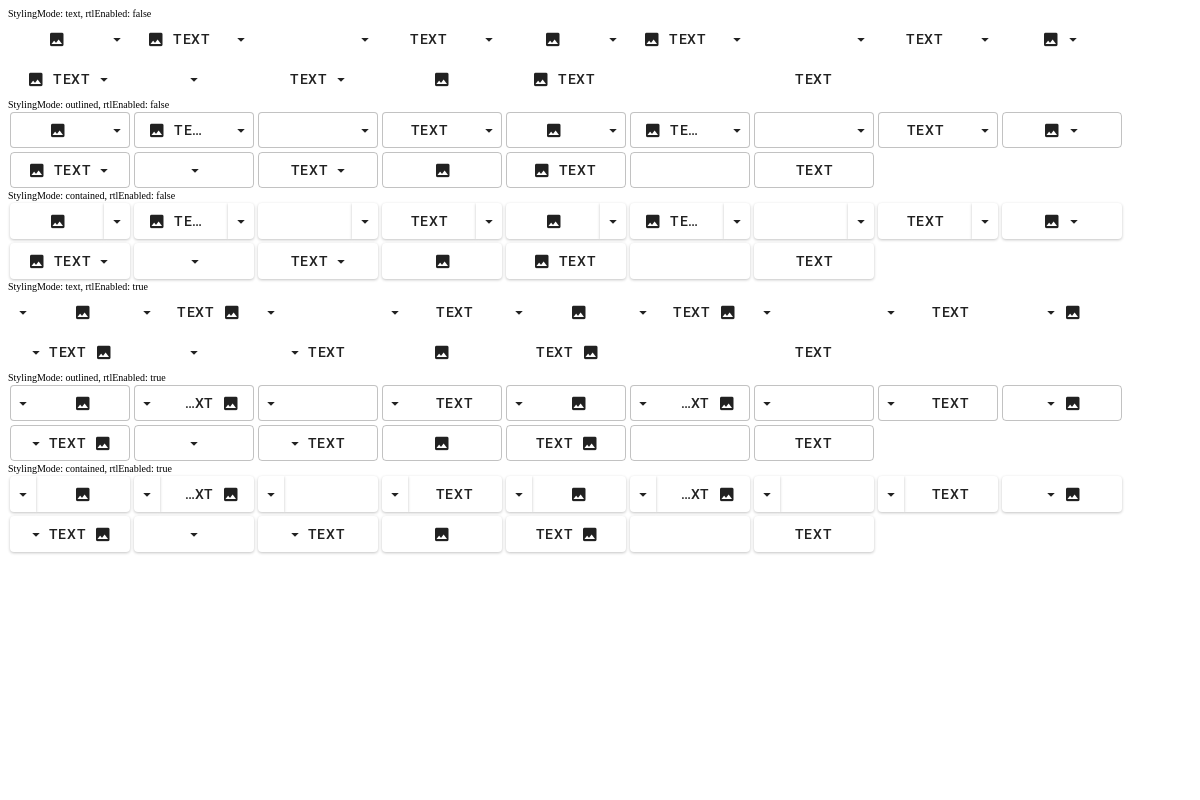 StylingMode: text, rtlEnabled: false
TEXT TEXT TEXT TEXT
TEXT TEXT TEXT TEXT
StylingMode: outlined, rtlEnabled: false
TE... TEXT TE... TEXT
TEXT TEXT TEXT TEXT
StylingMode: contained, rtlEnabled: false
TE... TEXT TE... TEXT
TEXT TEXT TEXT TEXT
StylingMode: text, rtlEnabled: true
TEXT TEXT TEXT TEXT
TEXT TEXT TEXT TEXT
StylingMode: outlined, rtlEnabled: true
...XT TEXT ...XT TEXT
TEXT TEXT TEXT TEXT
StylingMode: contained, rtlEnabled: true
...XT TEXT ...XT TEXT
TEXT TEXT TEXT TEXT